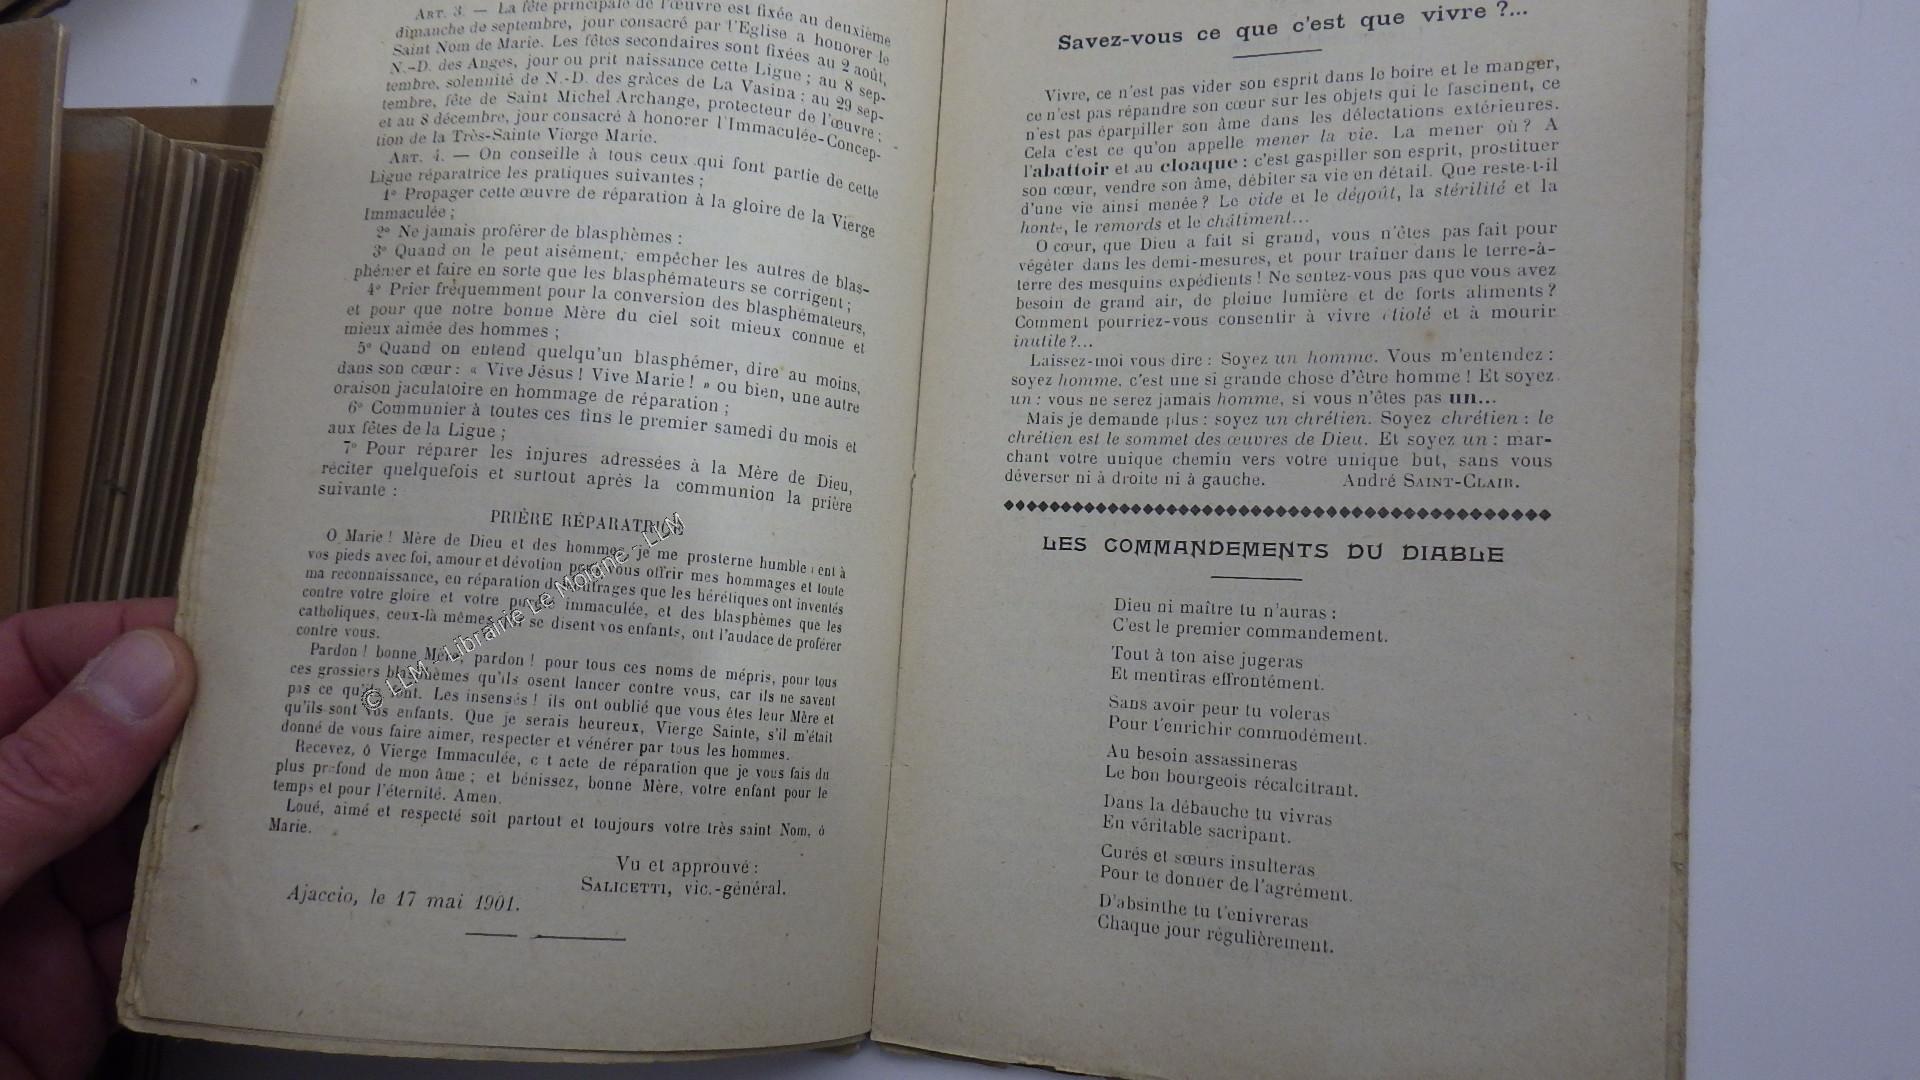 ART. 3. — La fête principale de l'œuvre est fixée au deuxième
dimanche de septembre, jour consacré par l'Eglise a honorer le
Saint Nom de Marie. Les fêtes secondaires sont fixées au 2 août,
N.-D. des Anges, jour ou prit naissance cette Ligue ; au 8 sep-
tembre, solennité de N.-D. des grâces de La Vasina ; au 29 sep-
tembre, fête de Saint Michel Archange, protecteur de l'œuvre ;
et au 8 décembre, jour consacré à honorer l'Immaculée-Concep-
tion de la Très-Sainte Vierge Marie.
ART. 4. — On conseille à tous ceux qui font partie de cette
Ligue réparatrice les pratiques suivantes ;
1° Propager cette œuvre de réparation à la gloire de la Vierge
Immaculée ;
2° Ne jamais proférer de blasphèmes :
3° Quand on le peut aisément, empêcher les autres de blas-
phémer et faire en sorte que les blasphémateurs se corrigent ;
4° Prier fréquemment pour la conversion des blasphémateurs,
et pour que notre bonne Mère du ciel soit mieux connue et
mieux aimée des hommes ;
5° Quand on entend quelqu'un blasphémer, dire au moins,
dans son cœur : « Vive Jésus ! Vive Marie ! » ou bien, une autre
oraison jaculatoire en hommage de réparation ;
6° Communier à toutes ces fins le premier samedi du mois et
aux fêtes de la Ligue ;
7° Pour réparer les injures adressées à la Mère de Dieu,
réciter quelquefois et surtout après la communion la prière
suivante :
PRIÈRE RÉPARATRICE
O Marie ! Mère de Dieu et des hommes, je me prosterne humblement à
vos pieds avec foi, amour et dévotion pour vous offrir mes hommages et toute
ma reconnaissance, en réparation des outrages que les hérétiques ont inventés
contre votre gloire et votre pureté immaculée, et des blasphèmes que les
catholiques, ceux-là mêmes qui se disent vos enfants, ont l'audace de proférer
contre vous.
Pardon ! bonne Mère, pardon ! pour tous ces noms de mépris, pour tous
ces grossiers blasphèmes qu'ils osent lancer contre vous, car ils ne savent
pas ce qu'ils font. Les insensés ! ils ont oublié que vous êtes leur Mère et
qu'ils sont vos enfants. Que je serais heureux, Vierge Sainte, s'il m'était
donné de vous faire aimer, respecter et vénérer par tous les hommes.
Recevez, ô Vierge Immaculée, cet acte de réparation que je vous fais du
plus profond de mon âme ; et bénissez, bonne Mère, votre enfant pour le
temps et pour l'éternité. Amen.
Loué, aimé et respecté soit partout et toujours votre très saint Nom, ô
Marie.
Vu et approuvé :
SALICETTI, vic.-général.
Ajaccio, le 17 mai 1901.
© LLM - Librairie Le Moigne - LLM
Savez-vous ce que c'est que vivre ?...
Vivre, ce n'est pas vider son esprit dans le boire et le manger,
ce n'est pas répandre son cœur sur les objets qui le fascinent, ce
n'est pas éparpiller son âme dans les délectations extérieures.
Cela c'est ce qu'on appelle mener la vie. La mener où ? A
l'abattoir et au cloaque : c'est gaspiller son esprit, prostituer
son cœur, vendre son âme, débiter sa vie en détail. Que reste-t-il
d'une vie ainsi menée ? Le vide et le dégoût, la stérilité et la
honte, le remords et le châtiment...
O cœur, que Dieu a fait si grand, vous n'êtes pas fait pour
végéter dans les demi-mesures, et pour trainer dans le terre-à-
terre des mesquins expédients ! Ne sentez-vous pas que vous avez
besoin de grand air, de pleine lumière et de forts aliments ?
Comment pourriez-vous consentir à vivre étiolé et à mourir
inutile ?...
Laissez-moi vous dire : Soyez un homme. Vous m'entendez :
soyez homme, c'est une si grande chose d'être homme ! Et soyez
un : vous ne serez jamais homme, si vous n'êtes pas un...
Mais je demande plus : soyez un chrétien. Soyez chrétien : le
chrétien est le sommet des œuvres de Dieu. Et soyez un : mar-
chant votre unique chemin vers votre unique but, sans vous
déverser ni à droite ni à gauche. André SAINT-CLAIR.
LES COMMANDEMENTS DU DIABLE
Dieu ni maître tu n'auras :
C'est le premier commandement.
Tout à ton aise jugeras
Et mentiras effrontément.
Sans avoir peur tu voleras
Pour t'enrichir commodément.
Au besoin assassineras
Le bon bourgeois récalcitrant.
Dans la débauche tu vivras
En véritable sacripant.
Curés et sœurs insulteras
Pour te donner de l'agrément.
D'absinthe tu t'enivreras
Chaque jour régulièrement.